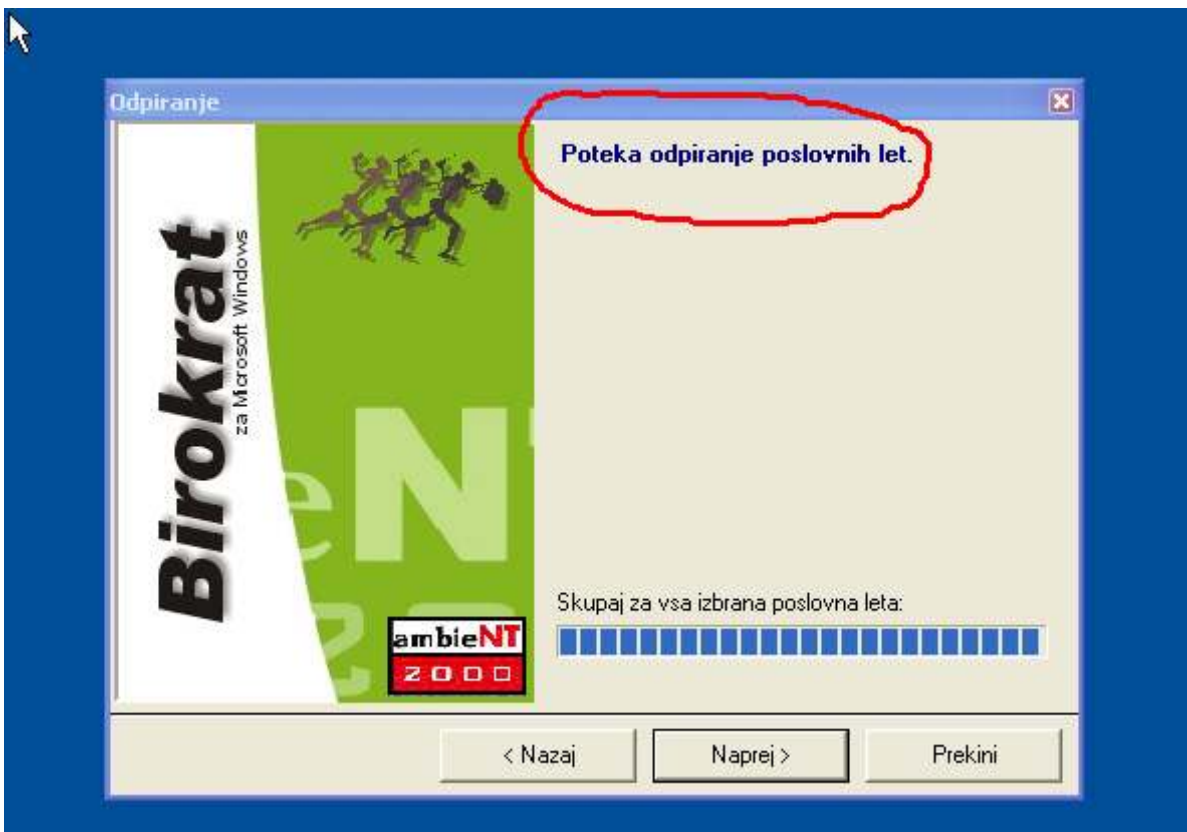 Odpiranje
Poteka odpiranje poslovnih let.
Birokrat
za Microsoft Windows
eNT
ambieNT
2000
Skupaj za vsa izbrana poslovna leta:
< Nazaj
Naprej >
Prekini